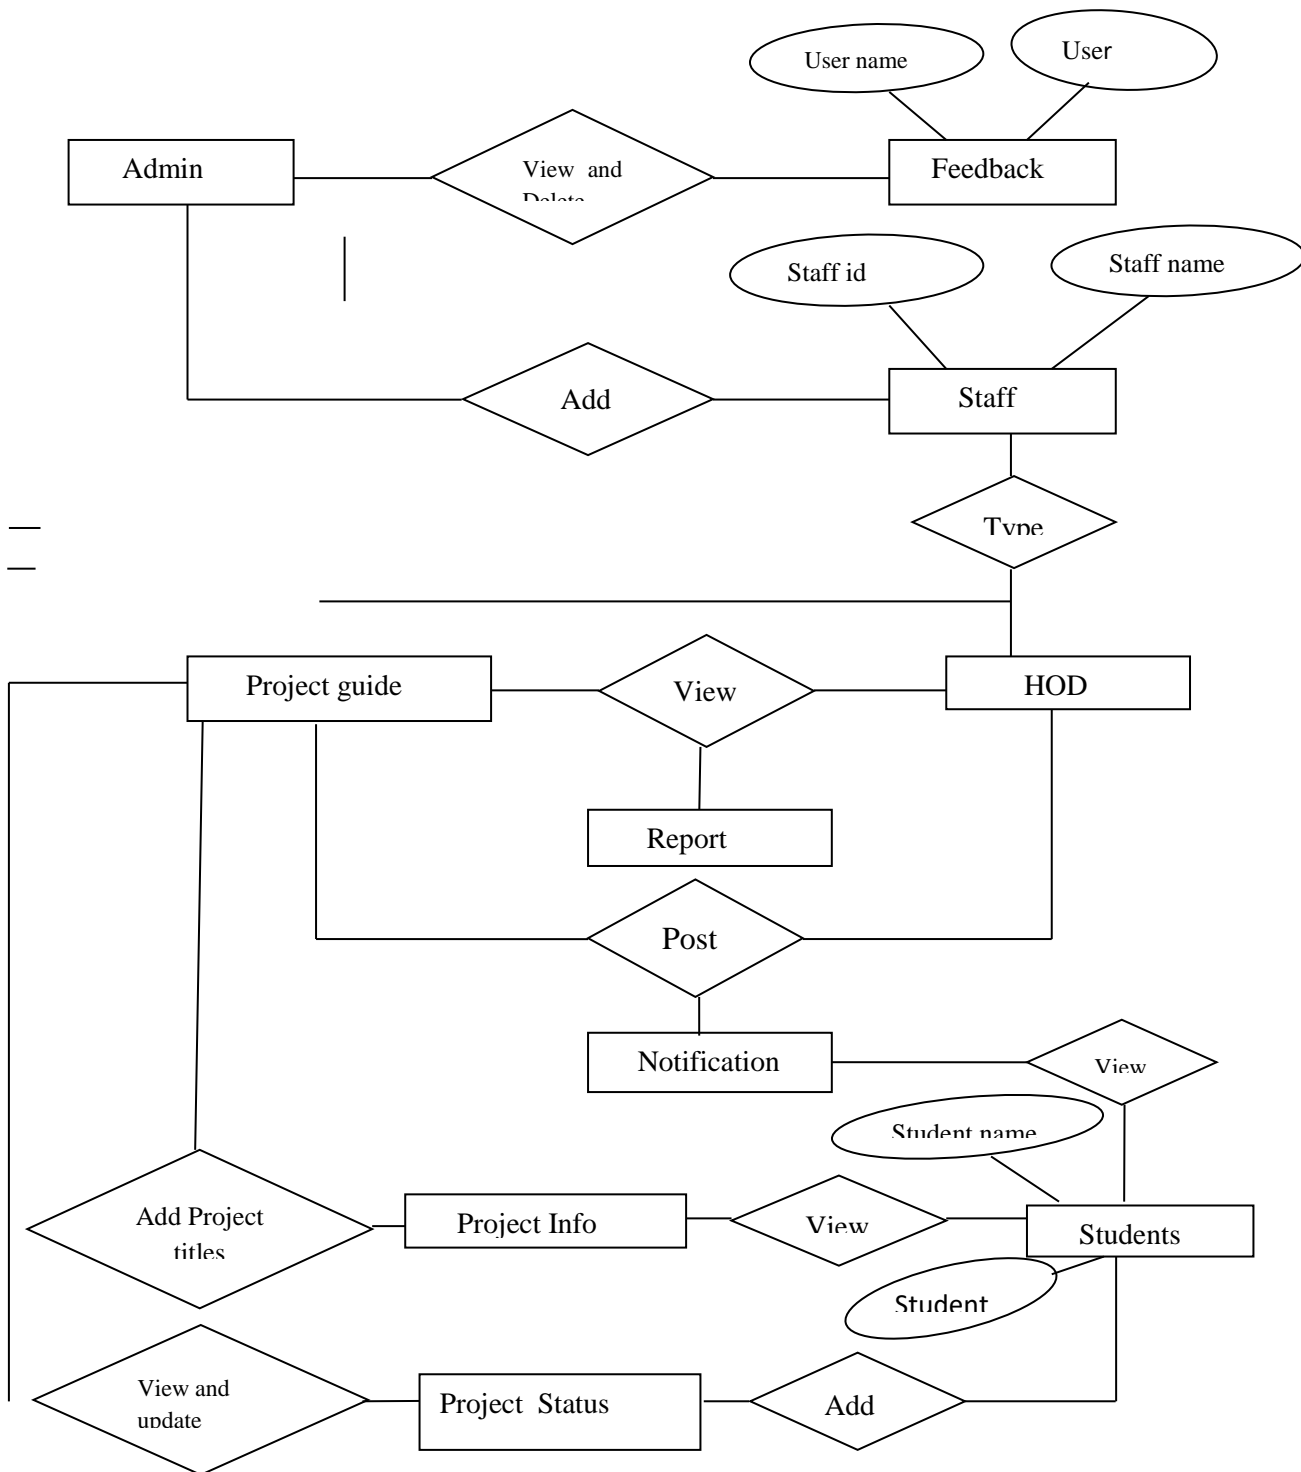 User name
User
Admin
View and
Delete
Feedback
Staff id
Staff name
Add
Staff
Type
Project guide
View
HOD
Report
Post
Notification
View
Student name
Add Project
titles
Project Info
View
Students
Student
View and
update
Project Status
Add